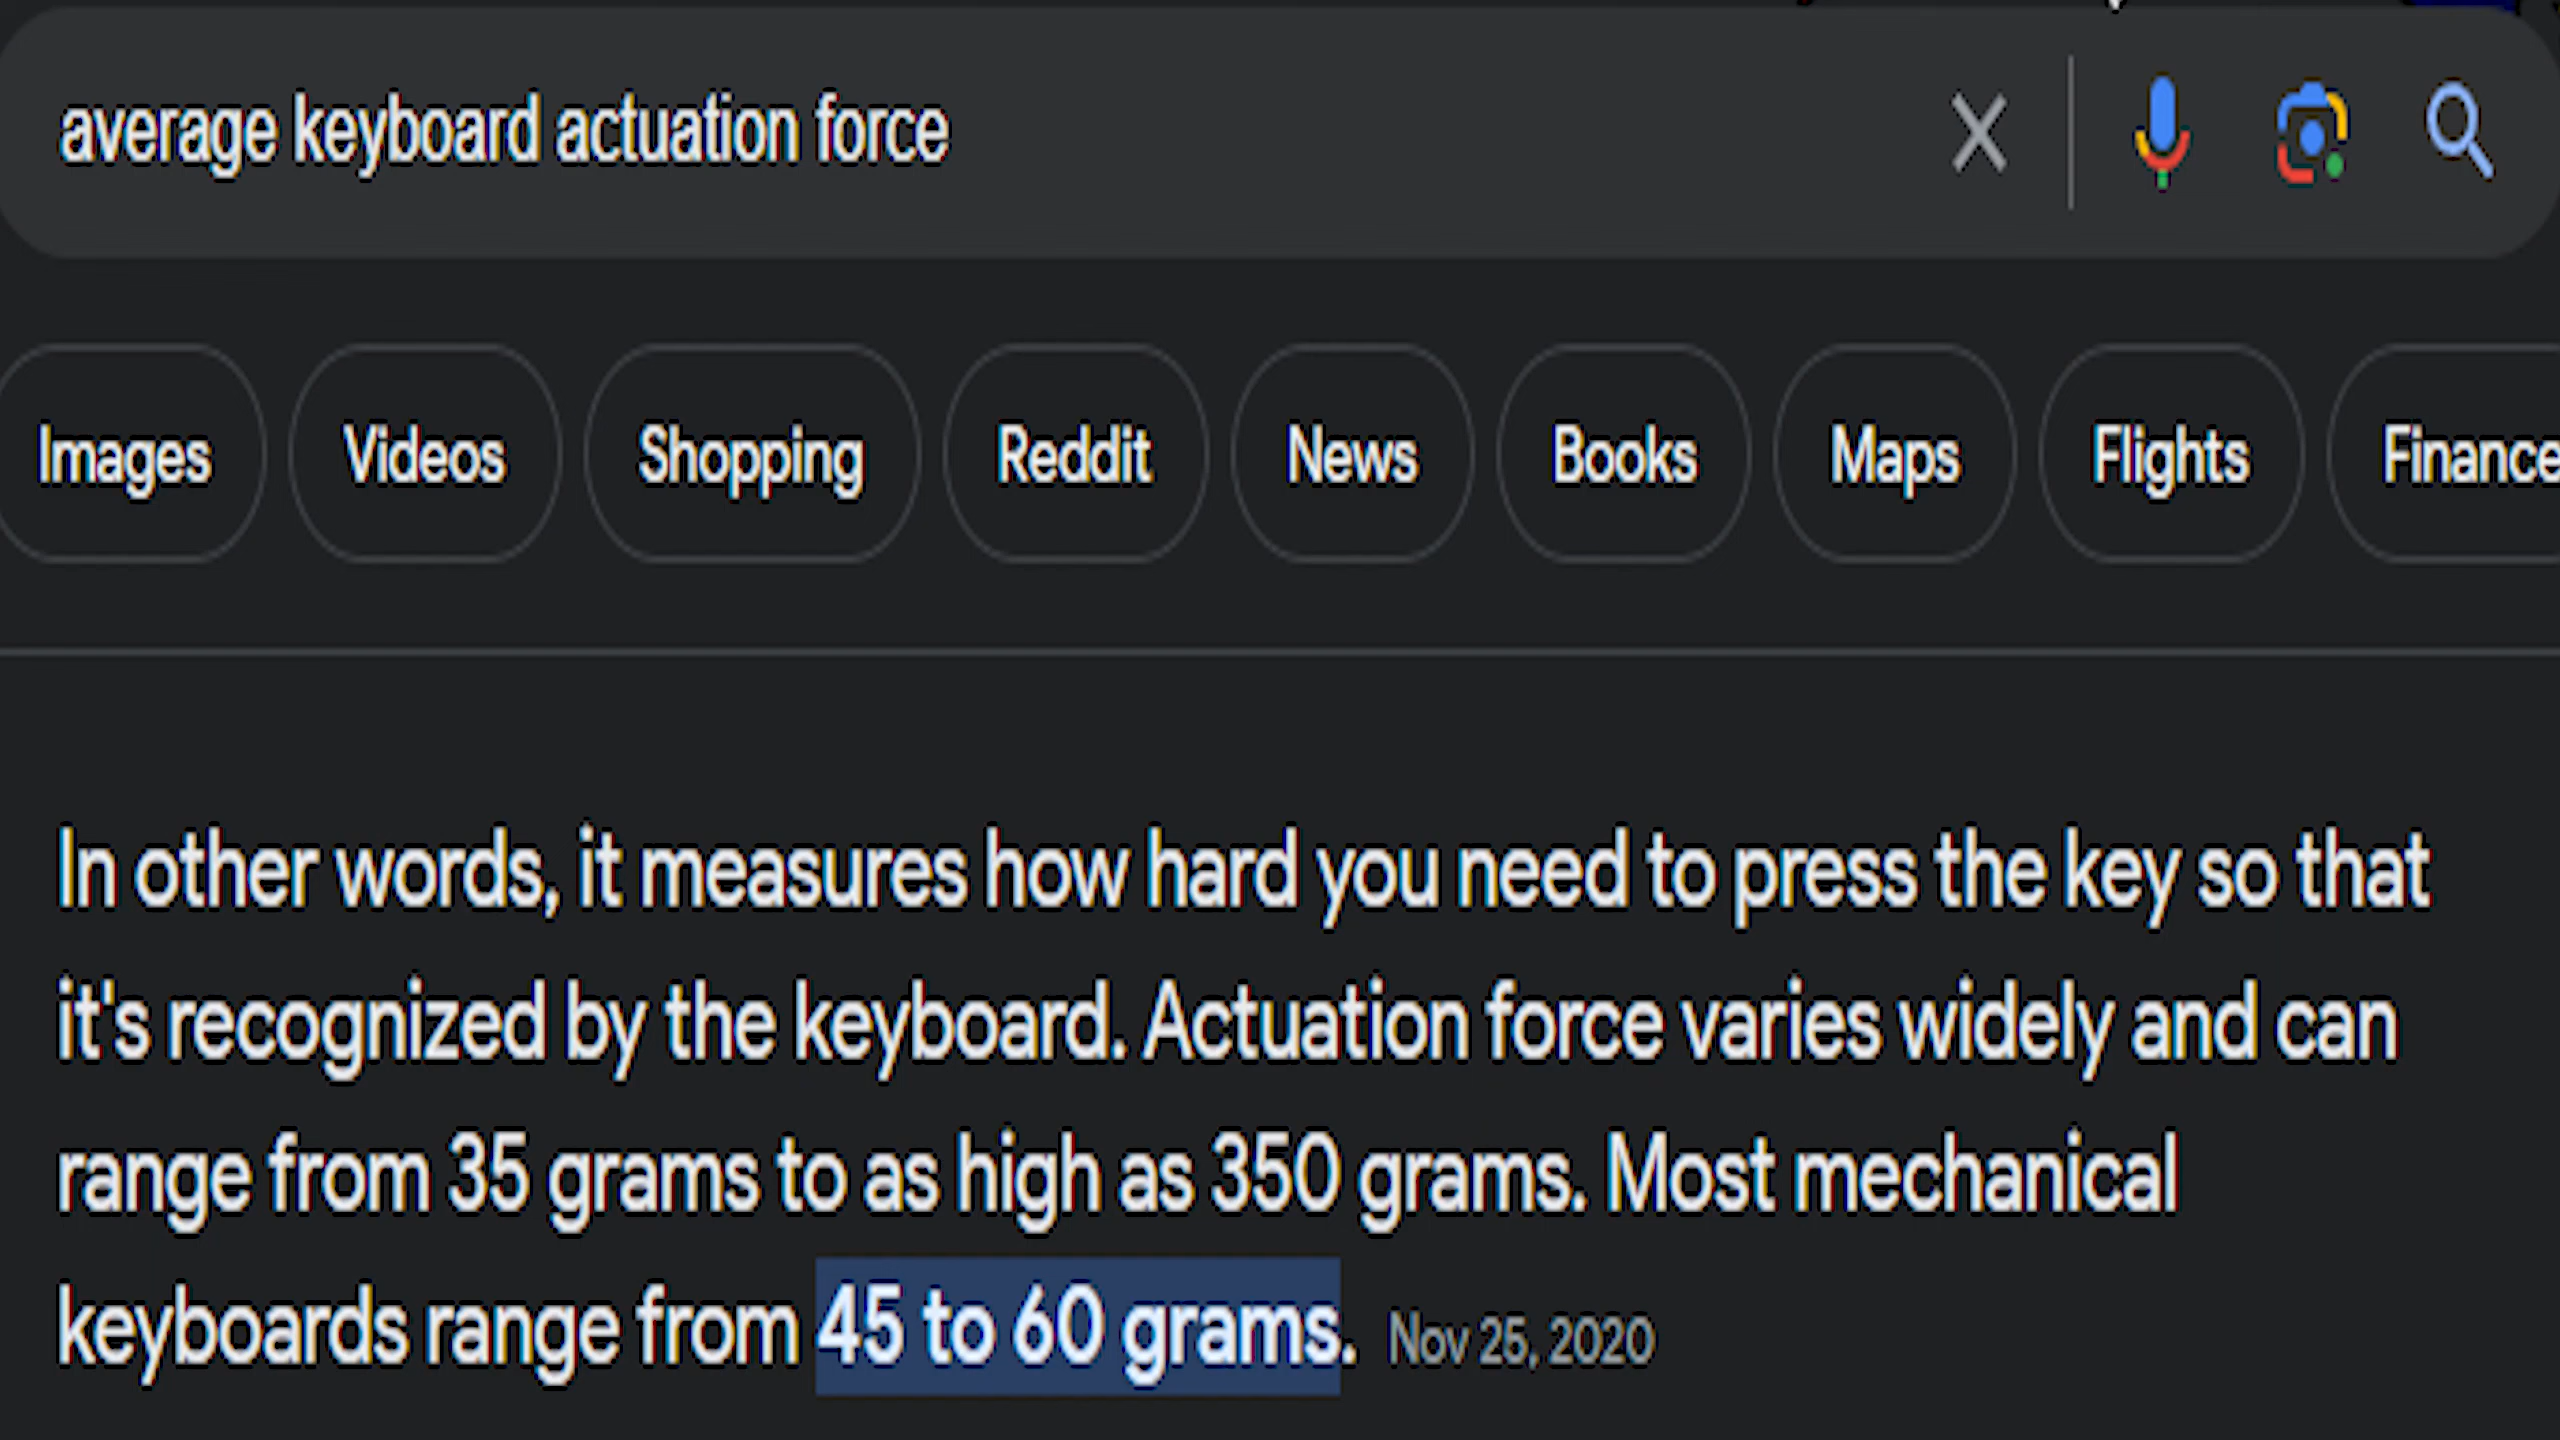 average keyboard actuation force
Images Videos Shopping Reddit News Books Maps Flights Finance
In other words, it measures how hard you need to press the key so that
it's recognized by the keyboard. Actuation force varies widely and can
range from 35 grams to as high as 350 grams. Most mechanical
keyboards range from 45 to 60 grams. Nov 25, 2020